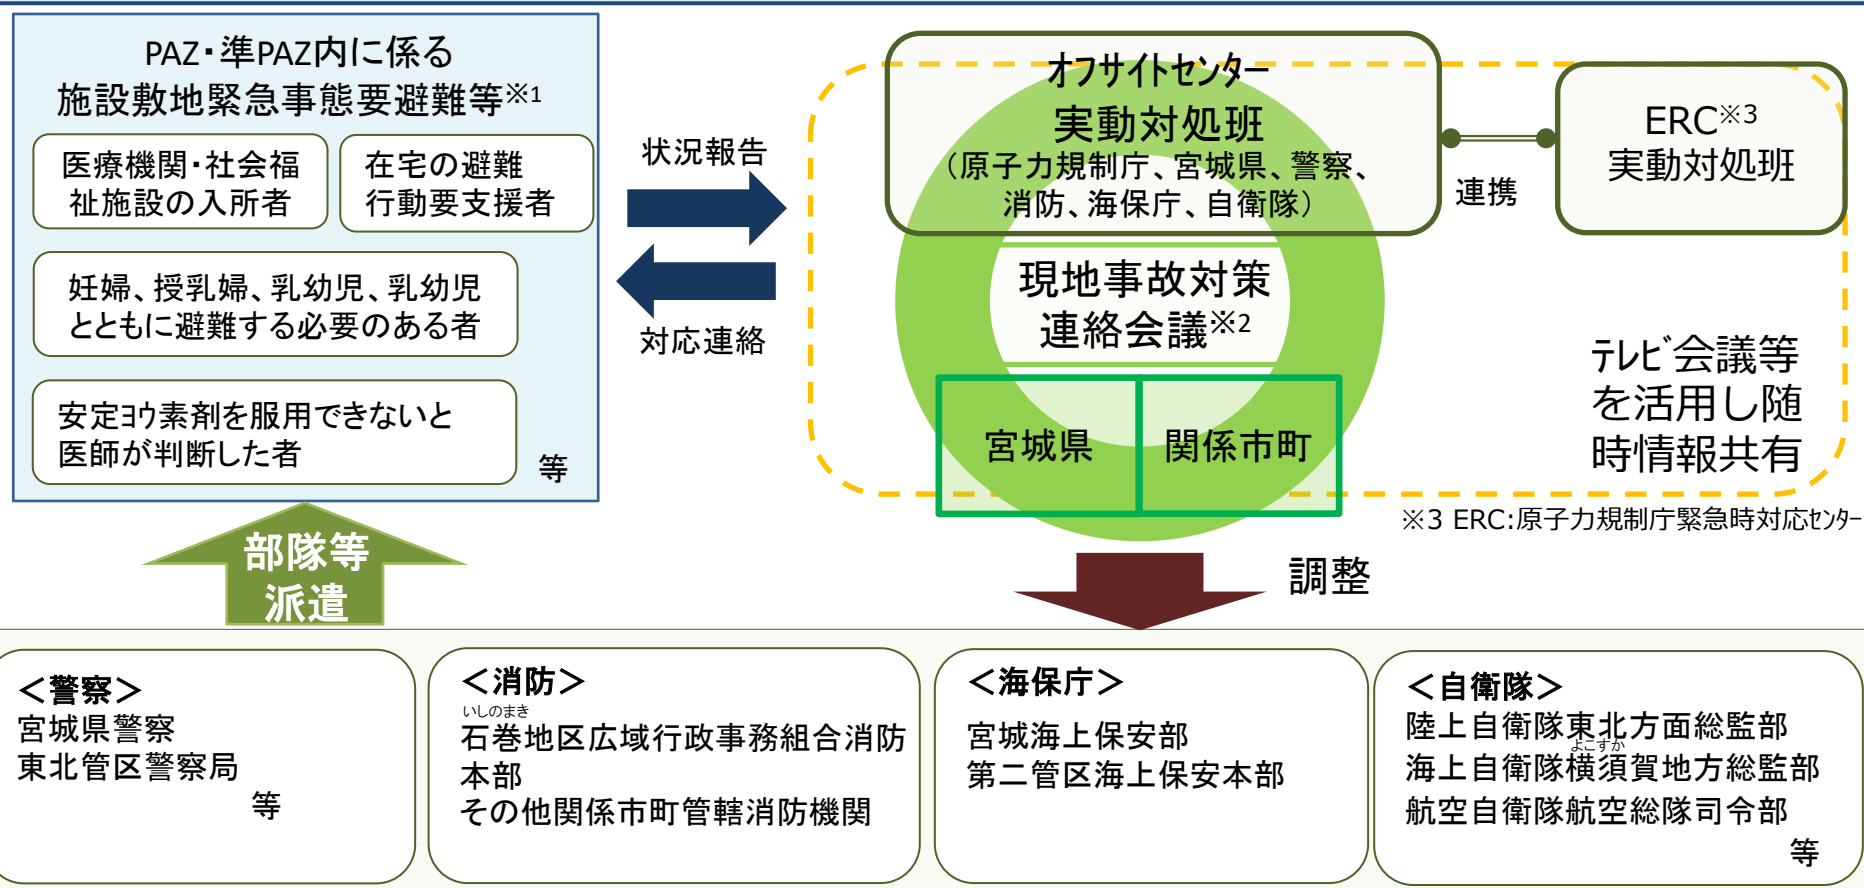 PAZ・準PAZ内に係る
施設敷地緊急事態要避難等※1
医療機関・社会福
祉施設の入所者
在宅の避難
行動要支援者
妊婦、授乳婦、乳幼児、乳幼児
とともに避難する必要のある者
安定ﾖｳ素剤を服用できないと
医師が判断した者
等
状況報告
対応連絡
オフサイトセンター
実動対処班
（原子力規制庁、宮城県、警察、
消防、海保庁、自衛隊）
連携
ERC※3
実動対処班
現地事故対策
連絡会議※2
宮城県
関係市町
ﾃﾚﾋﾞ会議等
を活用し随
時情報共有
※3 ERC:原子力規制庁緊急時対応ｾﾝﾀｰ
部隊等
派遣
調整
＜警察＞
宮城県警察
東北管区警察局
等
＜消防＞
いしのまき
石巻地区広域行政事務組合消防
本部
その他関係市町管轄消防機関
＜海保庁＞
宮城海上保安部
第二管区海上保安本部
＜自衛隊＞
陸上自衛隊東北方面総監部
よこすか
海上自衛隊横須賀地方総監部
航空自衛隊航空総隊司令部
等